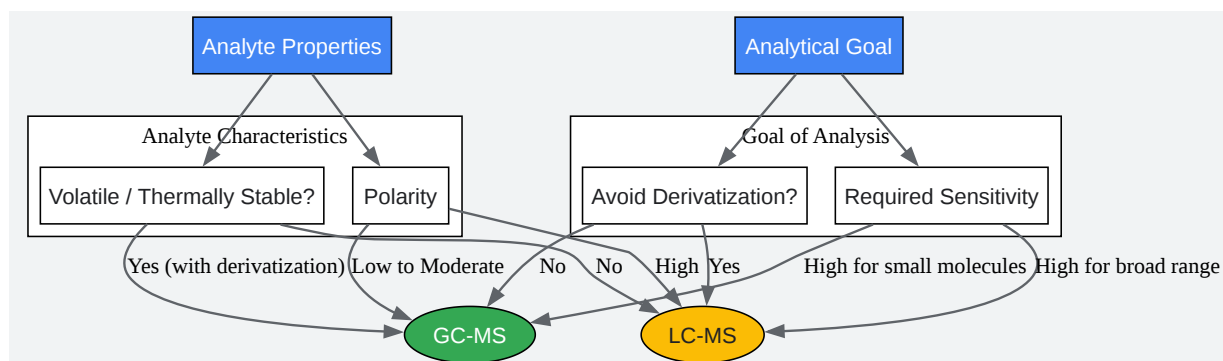 Analyte Properties
Analytical Goal
Analyte Characteristics
Goal of Analysis
Volatile / Thermally Stable?
Polarity
Avoid Derivatization?
Required Sensitivity
Yes (with derivatization)
Low to Moderate
No
No
High
Yes
High for small molecules
High for broad range
GC-MS
LC-MS